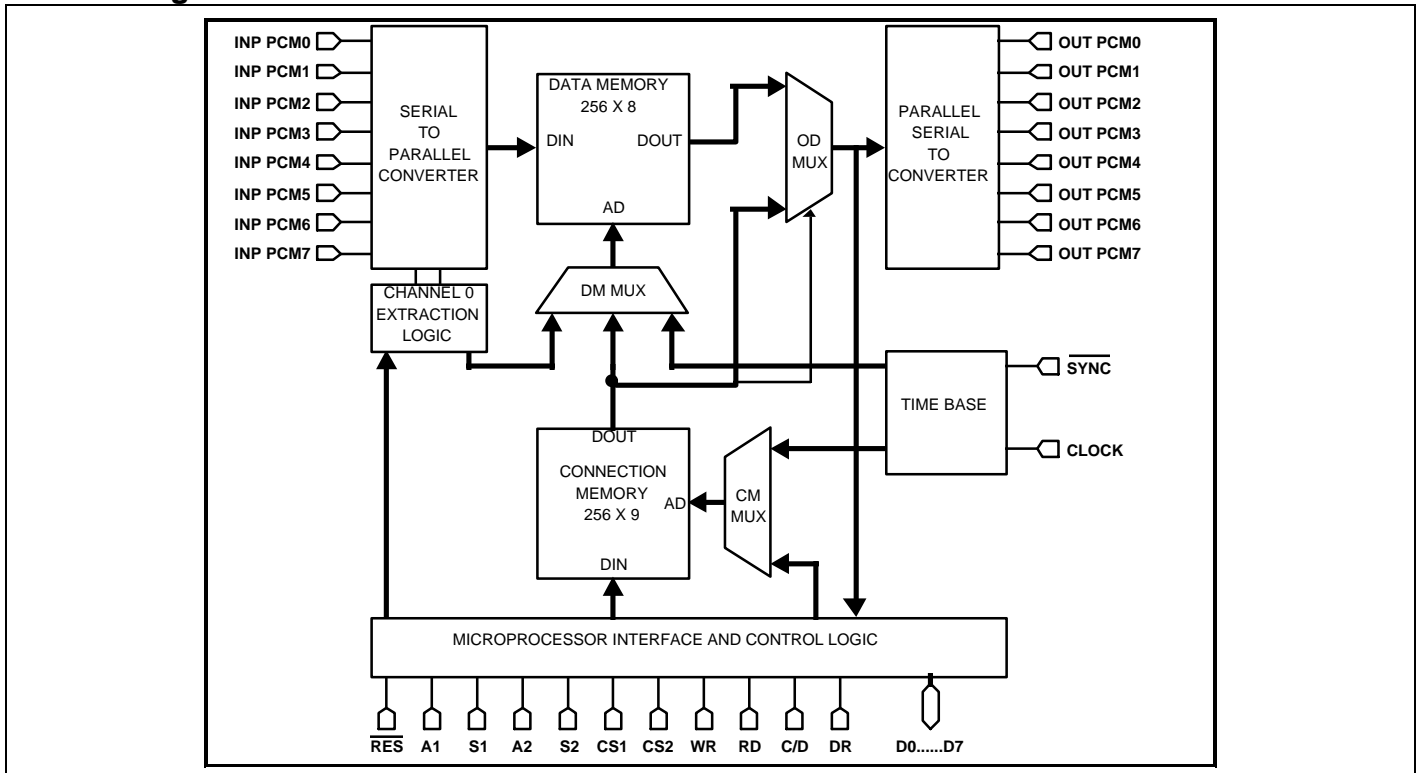 INP PCM0
INP PCM1
INP PCM2
INP PCM3
INP PCM4
INP PCM5
INP PCM6
INP PCM7
SERIAL
TO
PARALLEL
CONVERTER
DATA MEMORY
256 X 8
DIN
DOUT
AD
OD
MUX
PARALLEL
SERIAL
TO
CONVERTER
OUT PCM0
OUT PCM1
OUT PCM2
OUT PCM3
OUT PCM4
OUT PCM5
OUT PCM6
OUT PCM7
CHANNEL 0
EXTRACTION
LOGIC
DM MUX
TIME BASE
SYNC
CLOCK
DOUT
CONNECTION
MEMORY
256 X 9
AD
DIN
CM
MUX
MICROPROCESSOR INTERFACE AND CONTROL LOGIC
RES A1 S1 A2 S2 CS1 CS2 WR RD C/D DR D0......D7